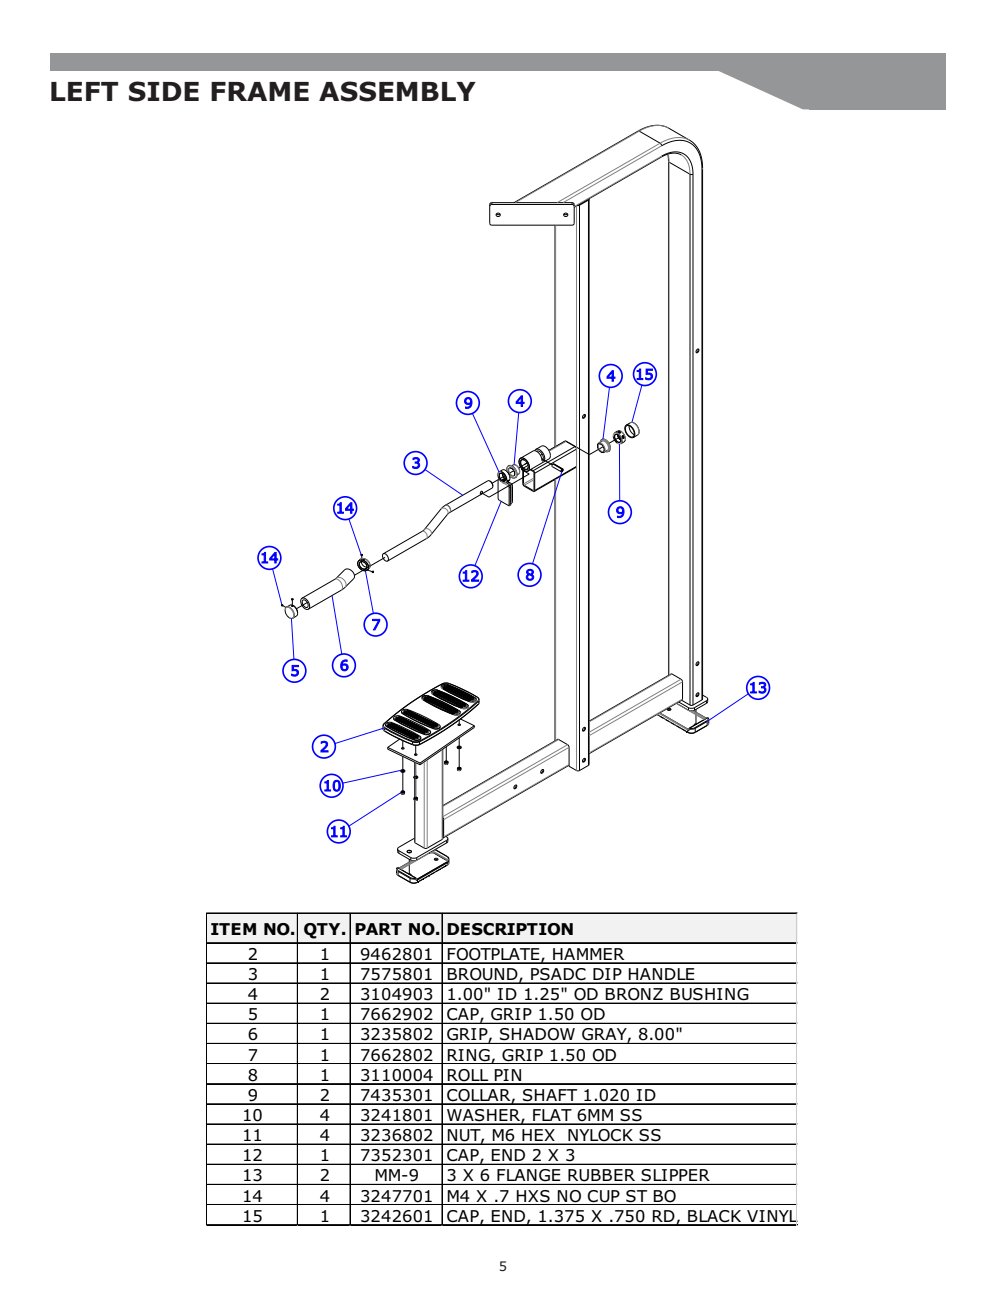 LEFT SIDE FRAME ASSEMBLY
4
15
9
4
3
14
9
14
12
8
7
6
5
13
2
10
11
ITEM NO. QTY. PART NO. DESCRIPTION
2 1 9462801 FOOTPLATE, HAMMER
3 1 7575801 BROUND, PSADC DIP HANDLE
4 2 3104903 1.00" ID 1.25" OD BRONZ BUSHING
5 1 7662902 CAP, GRIP 1.50 OD
6 1 3235802 GRIP, SHADOW GRAY, 8.00"
7 1 7662802 RING, GRIP 1.50 OD
8 1 3110004 ROLL PIN
9 2 7435301 COLLAR, SHAFT 1.020 ID
10 4 3241801 WASHER, FLAT 6MM SS
11 4 3236802 NUT, M6 HEX  NYLOCK SS
12 1 7352301 CAP, END 2 X 3
13 2 MM-9 3 X 6 FLANGE RUBBER SLIPPER
14 4 3247701 M4 X .7 HXS NO CUP ST BO
15 1 3242601 CAP, END, 1.375 X .750 RD, BLACK VINYL
5